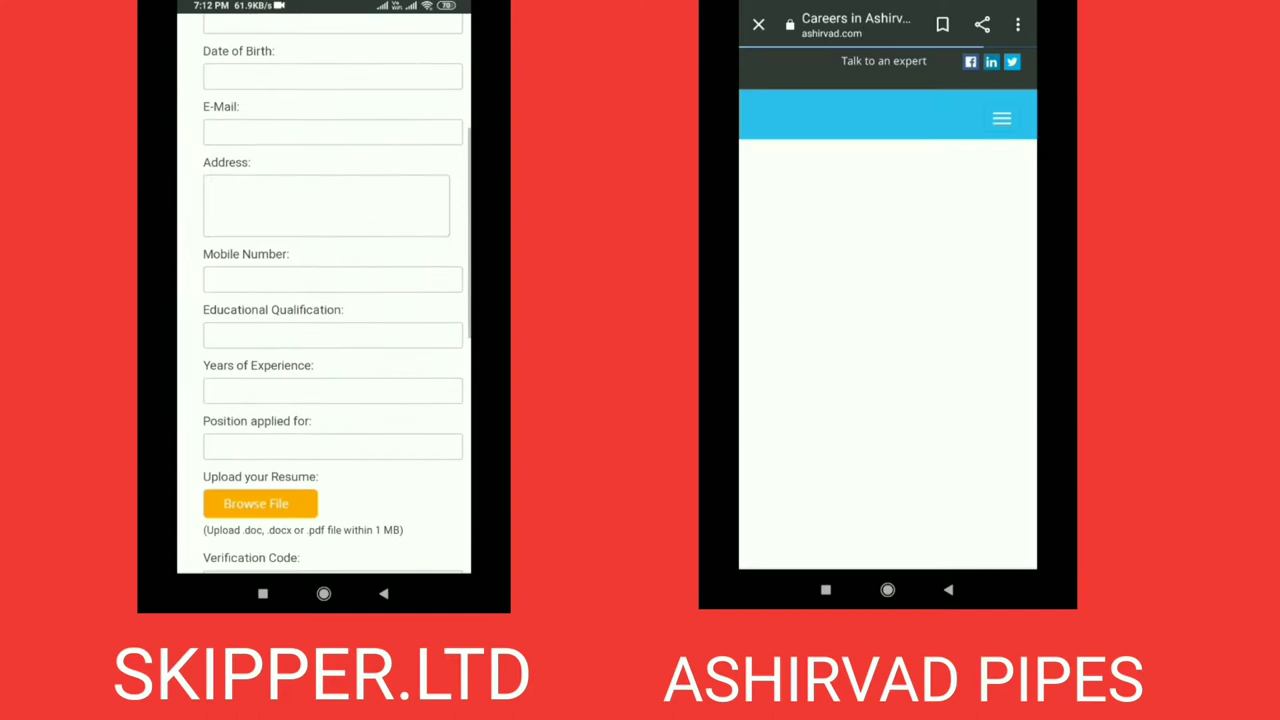 7:12 PM 61.9KB/s
70
Date of Birth:
E-Mail:
Address:
Mobile Number:
Educational Qualification:
Years of Experience:
Position applied for:
Upload your Resume:
Browse File
(Upload .doc, .docx or .pdf file within 1 MB)
Verification Code:
SKIPPER.LTD
Careers in Ashirv...
ashirvad.com
Talk to an expert
ASHIRVAD PIPES